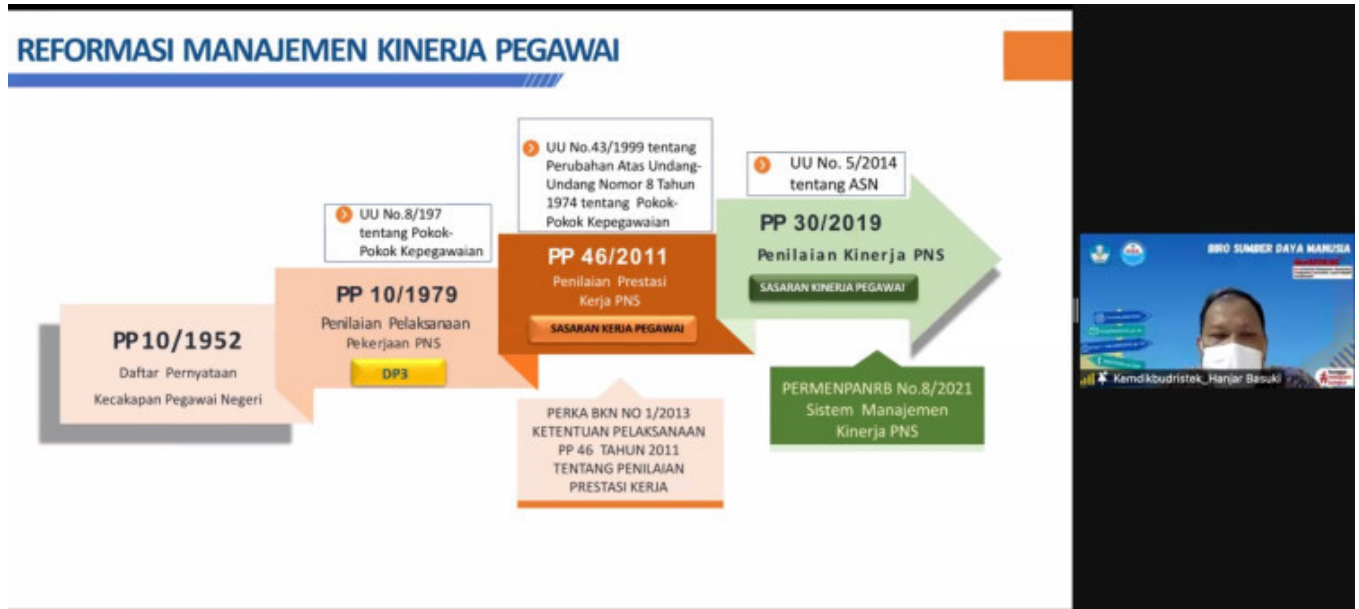 REFORMASI MANAJEMEN KINERJA PEGAWAI
PP10/1952
Daftar Pernyataan
Kecakapan Pegawai Negeri
UU No.8/197
tentang Pokok-
Pokok Kepegawaian
PP 10/1979
Penilaian Pelaksanaan
Pekerjaan PNS
DP3
UU No.43/1999 tentang
Perubahan Atas Undang-
Undang Nomor 8 Tahun
1974 tentang Pokok-
Pokok Kepegawaian
PP 46/2011
Penilaian Prestasi
Kerja PNS
SASARAN KERJA PEGAWAI
PERKA BKN NO 1/2013
KETENTUAN PELAKSANAAN
PP 46 TAHUN 2011
TENTANG PENILAIAN
PRESTASI KERJA
UU No. 5/2014
tentang ASN
PP 30/2019
Penilaian Kinerja PNS
SASARAN KINERJA PEGAWAI
PERMENPANRB No.8/2021
Sistem Manajemen
Kinerja PNS
BIRO SUMBER DAYA MANUSIA
Kemdikbudristek_Hanjar Basuki